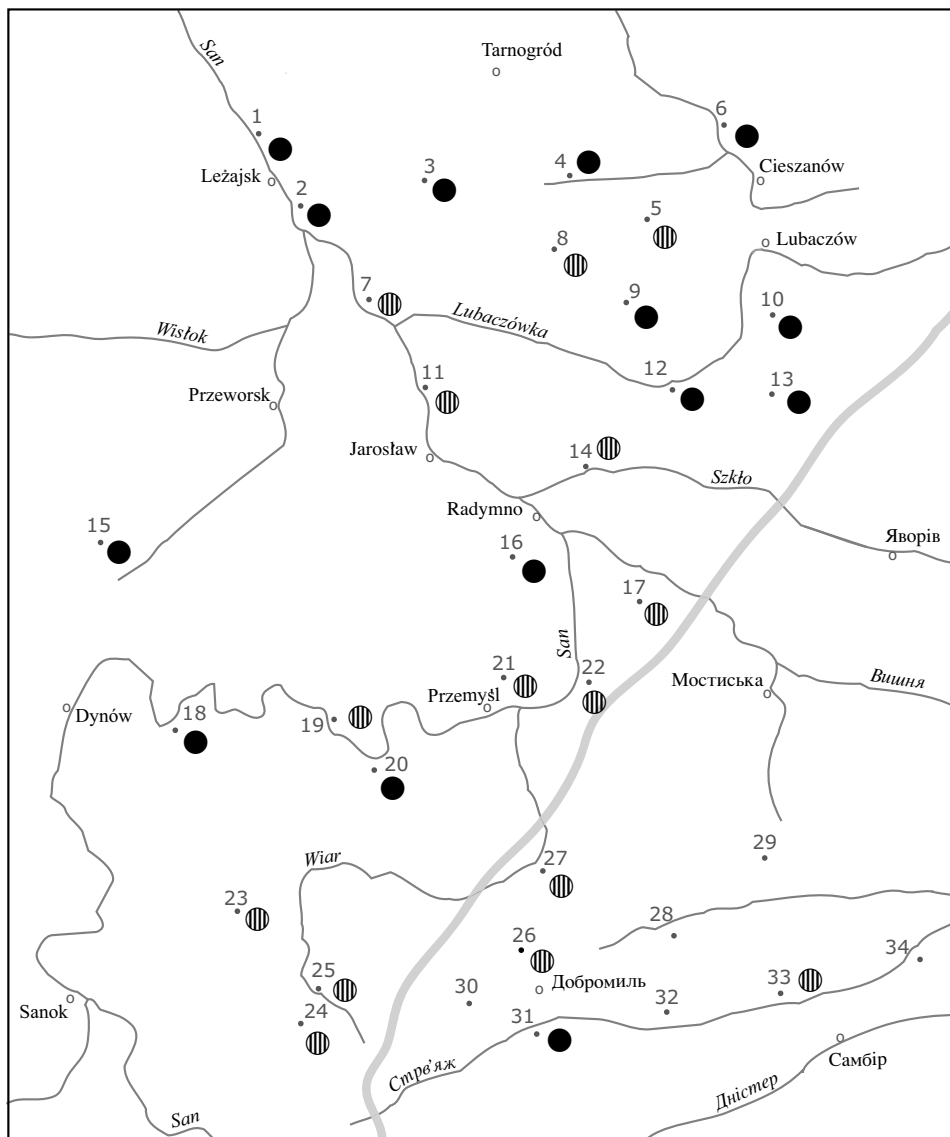 San
Tarnogród
1
6
3
4
Leżajsk
Cieszanów
2
5
8
Lubaczów
7
9
10
Wisłok
Lubaczówka
11
12
13
Przeworsk
Jarosław
14
Szkło
Radymno
15
16
Яворів
17
San
21
22
Przemyśl
Мостиська
Вишня
Dynów
18
19
20
Wiar
27
29
23
28
26
34
25
33
Sanok
30
Добромиль
32
24
31
Стрв'яж
Самбір
Дністер
San